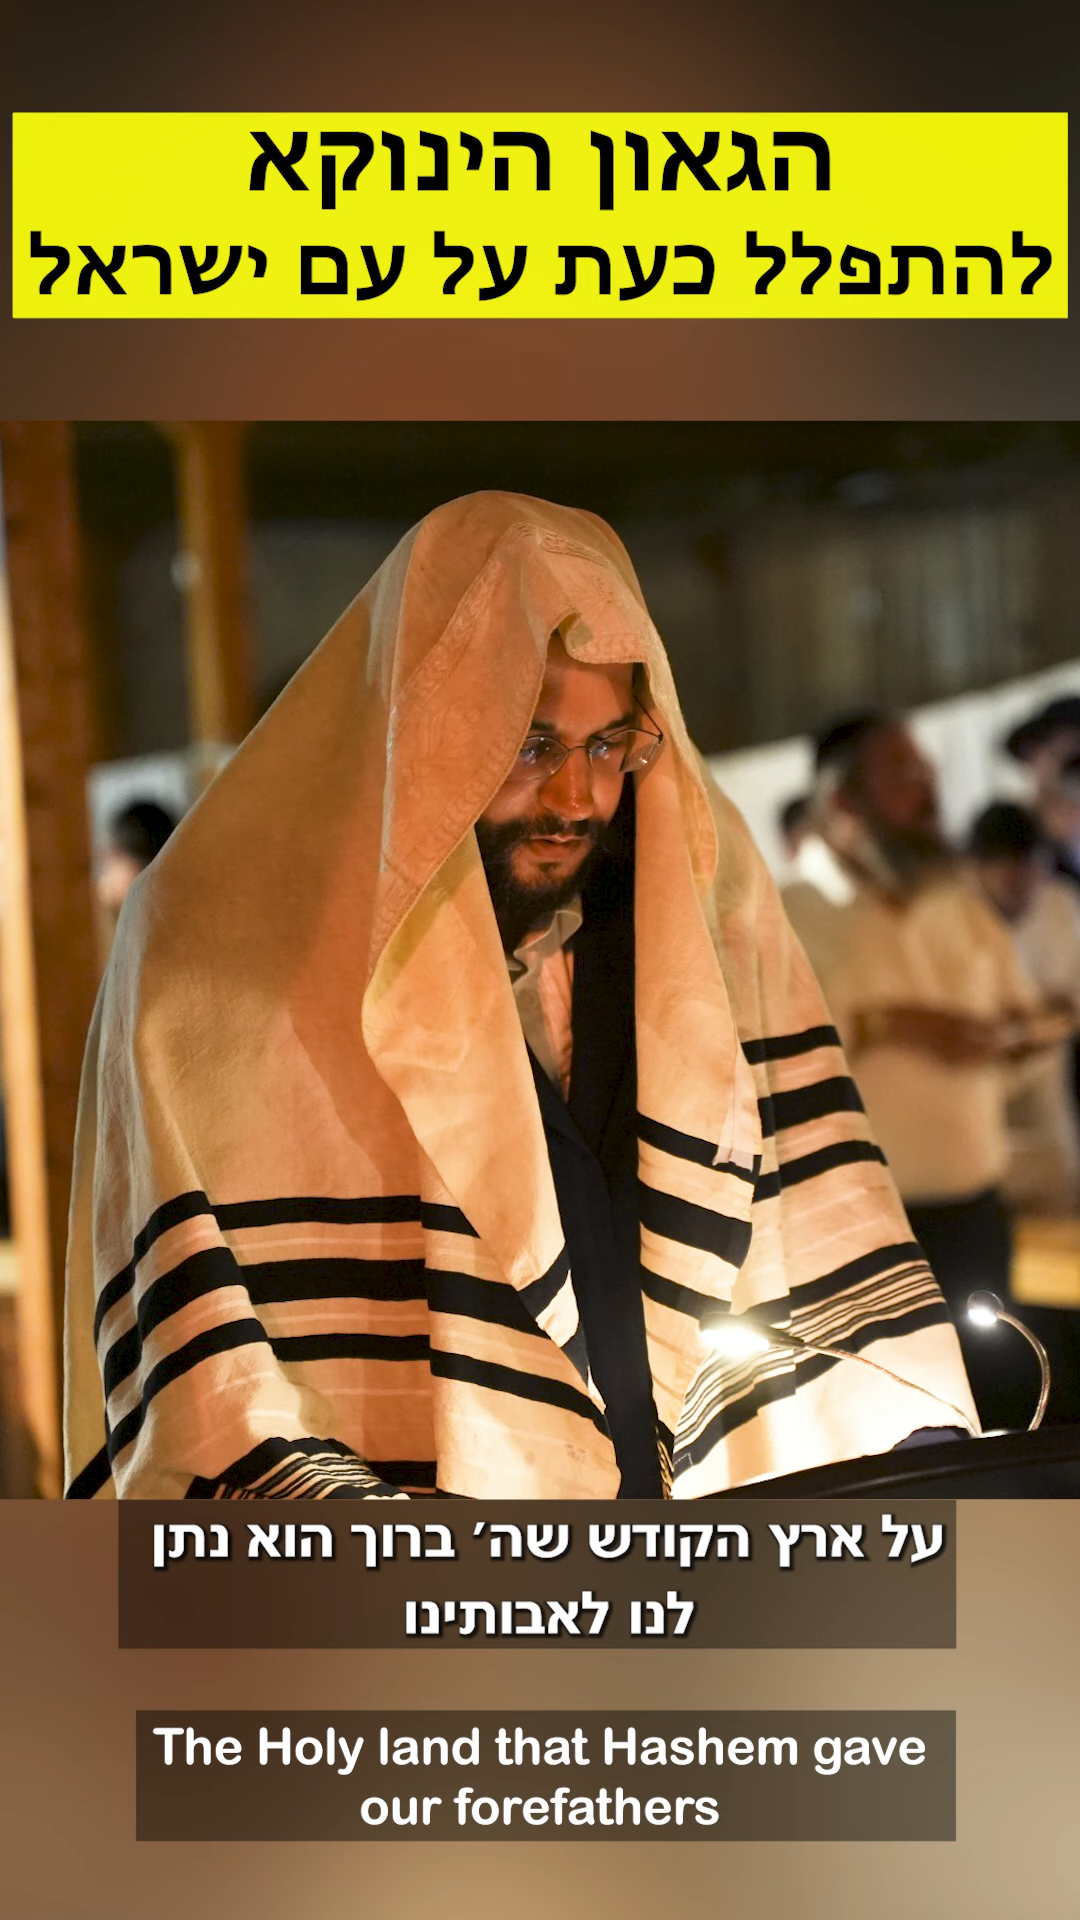 הגאון הינוקא
להתפלל כעת על עם ישראל
על ארץ הקודש שה׳ ברוך הוא נתן
לנו לאבותינו
The Holy land that Hashem gave
our forefathers